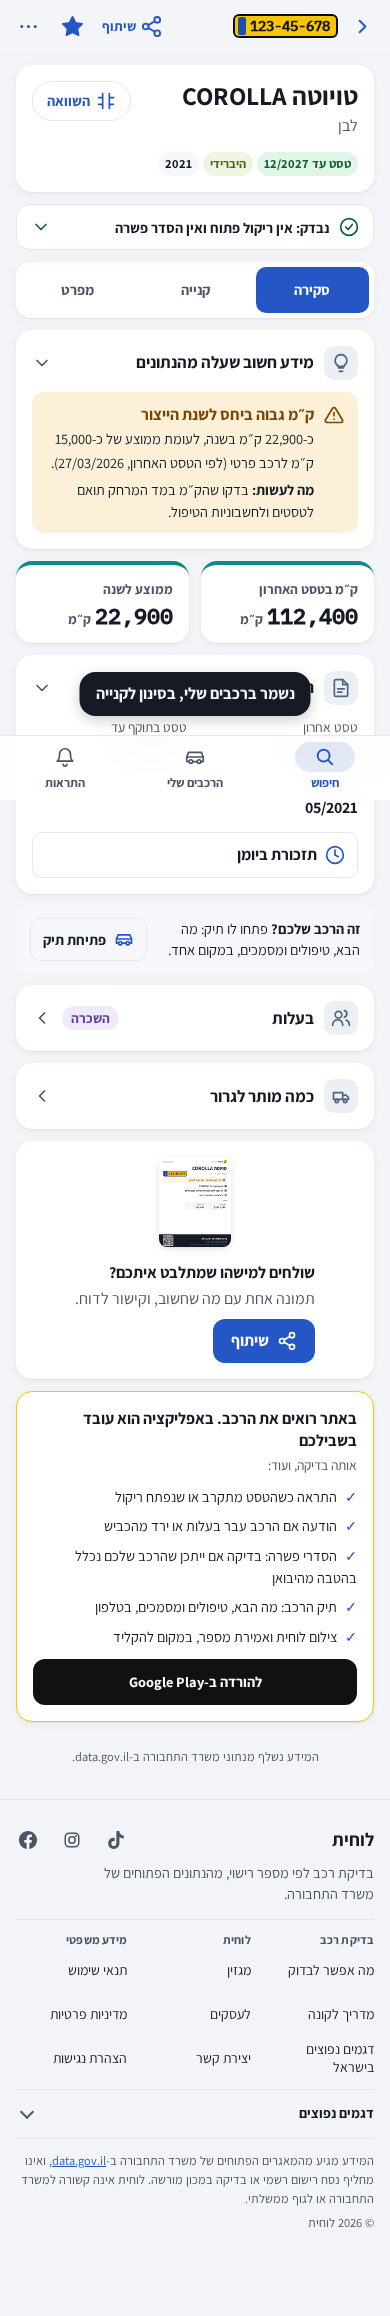 123-45-678
שיתוף
טויוטה COROLLA
לבן
השוואה
טסט עד 12/2027
היברידי
2021
נבדק: אין ריקול פתוח ואין הסדר פשרה
סקירה
קנייה
מפרט
מידע חשוב שעלה מהנתונים
ק״מ גבוה ביחס לשנת הייצור
כ-22,900 ק״מ בשנה, לעומת ממוצע של כ-15,000
ק״מ לרכב פרטי (לפי הטסט האחרון, 27/03/2026).
מה לעשות: בדקו שהק״מ במד המרחק תואם
לטסטים ולחשבוניות הטיפול.
ק״מ בטסט האחרון
112,400 ק״מ
ממוצע לשנה
22,900 ק״מ
נשמר ברכבים שלי, בסינון לקנייה
טסט אחרון
טסט בתוקף עד
חיפוש
הרכבים שלי
התראות
05/2021
תזכורת ביומן
זה הרכב שלכם? פתחו לו תיק: מה
הבא, טיפולים ומסמכים, במקום אחד.
פתיחת תיק
בעלות
השכרה
כמה מותר לגרור
שולחים למישהו שמתלבט איתכם?
תמונה אחת עם מה שחשוב, וקישור לדוח.
שיתוף
באתר רואים את הרכב. באפליקציה הוא עובד
בשבילכם
אותה בדיקה, ועוד:
✓ התראה כשהטסט מתקרב או שנפתח ריקול
✓ הודעה אם הרכב עבר בעלות או ירד מהכביש
✓ הסדרי פשרה: בדיקה אם ייתכן שהרכב שלכם נכלל
בהטבה מהיבואן
✓ תיק הרכב: מה הבא, טיפולים ומסמכים, בטלפון
✓ צילום לוחית ואמירת מספר, במקום להקליד
להורדה ב-Google Play
המידע נשלף מנתוני משרד התחבורה ב-data.gov.il.
לוחית
בדיקת רכב לפי מספר רישוי, מהנתונים הפתוחים של
משרד התחבורה.
בדיקת רכב
לוחית
מידע משפטי
מה אפשר לבדוק
מגזין
תנאי שימוש
מדריך לקונה
לעסקים
מדיניות פרטיות
דגמים נפוצים
בישראל
יצירת קשר
הצהרת נגישות
דגמים נפוצים
המידע מגיע מהמאגרים הפתוחים של משרד התחבורה ב-data.gov.il, ואינו
מחליף נסח רישום רשמי או בדיקה במכון מורשה. לוחית אינה קשורה למשרד
התחבורה או לגוף ממשלתי.
© 2026 לוחית